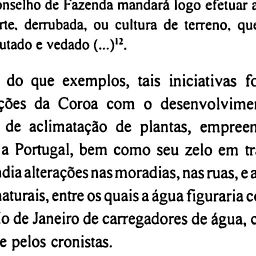 onselho de Fazenda mandará logo efetuar a
rte, derrubada, ou cultura de terreno, que
utado e vedado (...)¹².
do que exemplos, tais iniciativas fo
ções da Coroa com o desenvolvimen
de aclimatação de plantas, empreen
a Portugal, bem como seu zelo em tra
ndia alterações nas moradias, nas ruas, e a
naturais, entre os quais a água figuraria co
io de Janeiro de carregadores de água, c
e pelos cronistas.